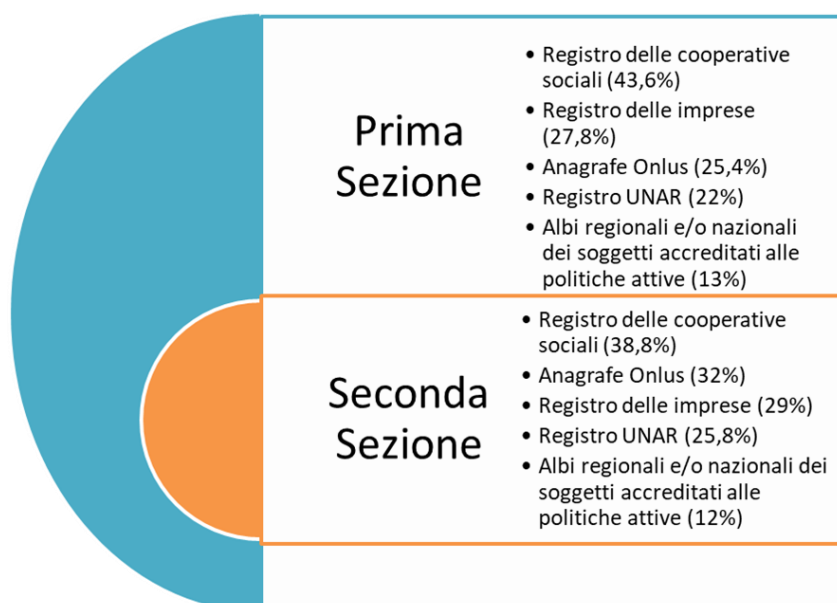 Prima
Sezione
• Registro delle cooperative
sociali (43,6%)
• Registro delle imprese
(27,8%)
• Anagrafe Onlus (25,4%)
• Registro UNAR (22%)
• Albi regionali e/o nazionali
dei soggetti accreditati alle
politiche attive (13%)
Seconda
Sezione
• Registro delle cooperative
sociali (38,8%)
• Anagrafe Onlus (32%)
• Registro delle imprese (29%)
• Registro UNAR (25,8%)
• Albi regionali e/o nazionali dei
soggetti accreditati alle
politiche attive (12%)